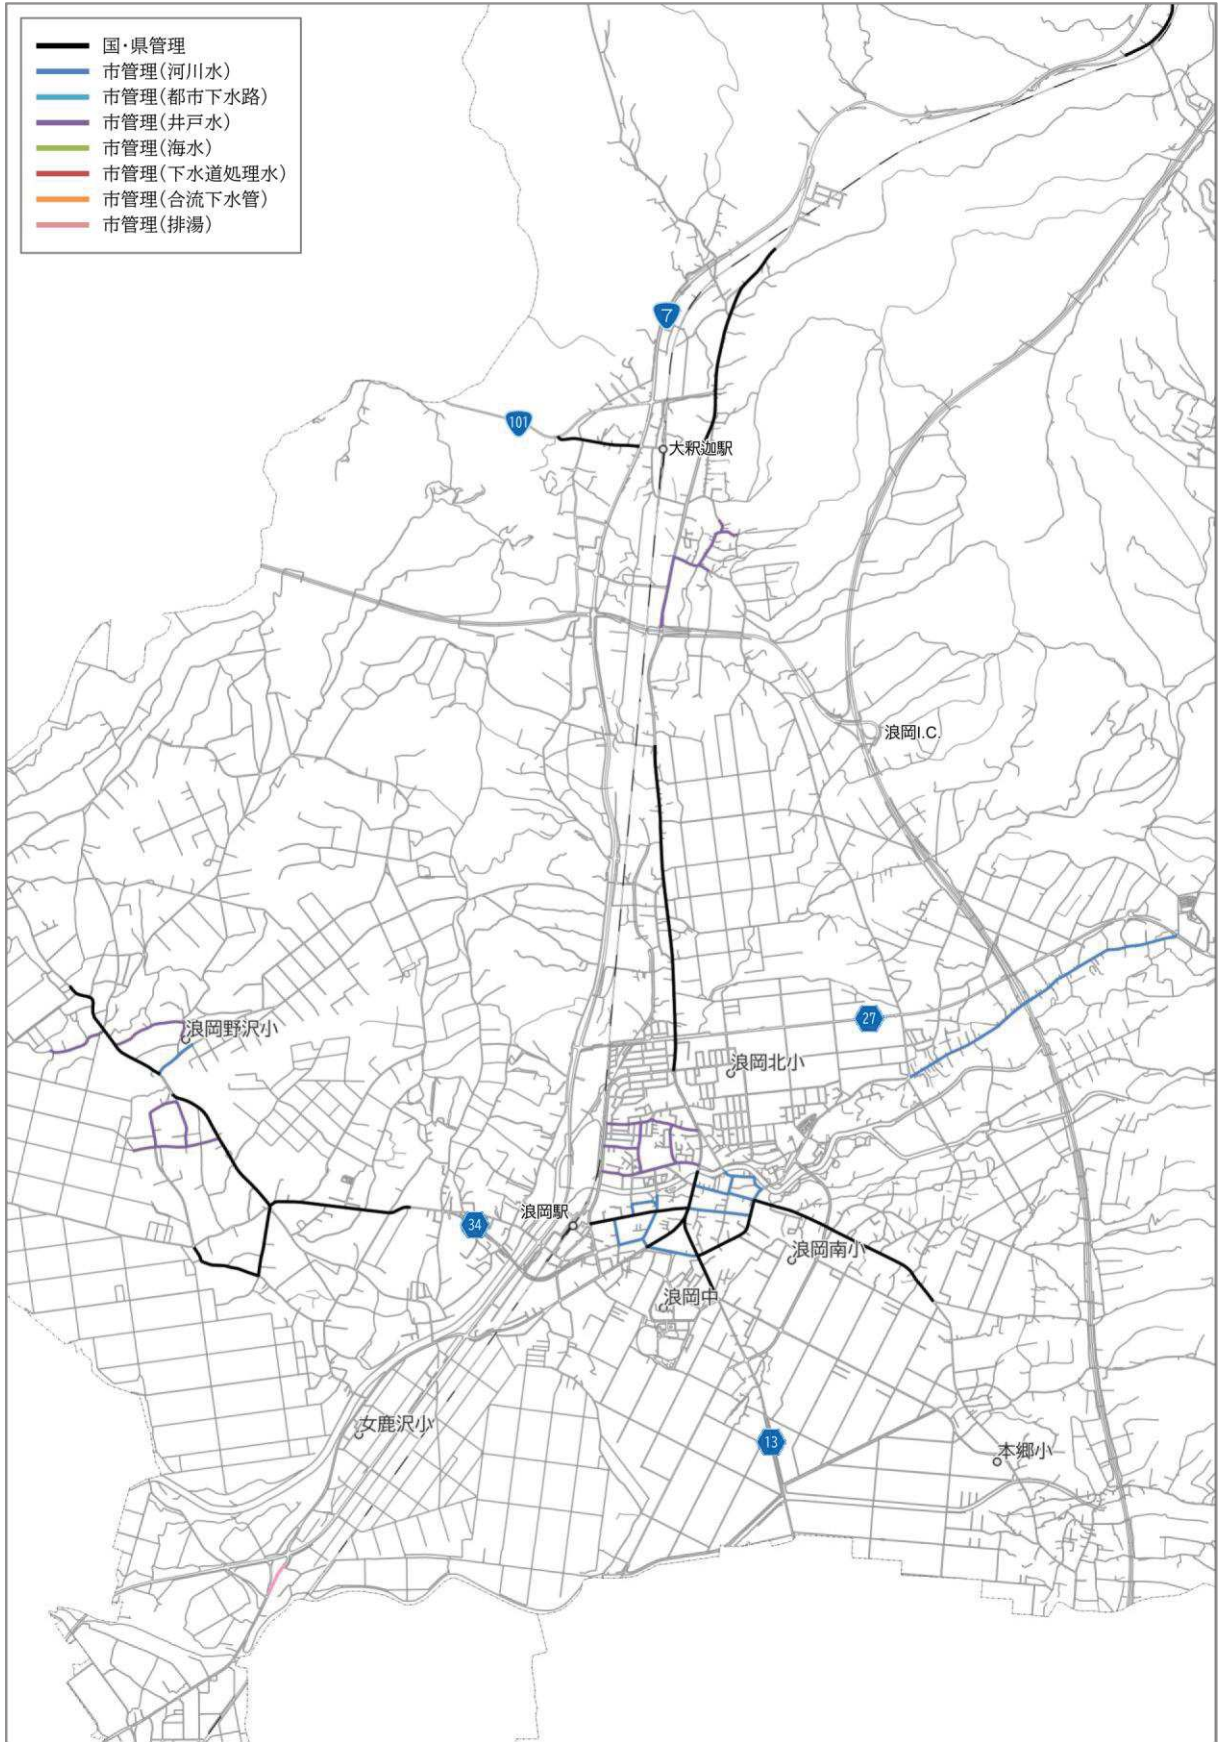 国・県管理
市管理(河川水)
市管理(都市下水路)
市管理(井戸水)
市管理(海水)
市管理(下水道処理水)
市管理(合流下水管)
市管理(排湯)
7
101
大釈迦駅
浪岡I.C.
27
浪岡野沢小
浪岡北小
浪岡駅
34
浪岡南小
浪岡中
女鹿沢小
13
本郷小